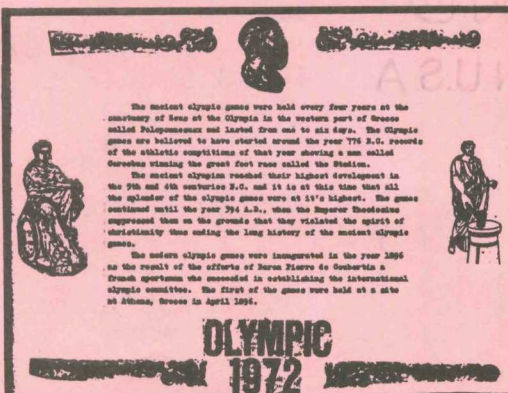 The ancient olympic games were held every four years at the
sanctuary of Zeus at the Olympia in the western part of Greece
called Peloponnesuez and lasted from one to six days. The Olympic
games are believed to have started around the year 776 B.C. records
of the athletic comptitions of that year showing a man called
Coroebus winning the great foot race called the Stadion.
The ancient olympian reached their highest development in
the 5th and 4th centuries B.C. and it is at this time that all
the splendor of the olympic games were at it's highest. The games
continued until the year 394 A.D., when the Emperor Theodosius
suppressed them on the grounds that they violated the spirit of
christianity thus ending the long history of the ancient olympic
games.
The modern olympic games were inaugurated in the year 1896
as the result of the efforts of Baron Pierre de Coubertin a
french sportsman who succeeded in establishing the international
olympic committee. The first of the games were held at a site
at Athens, Greece in April 1896.
OLYMPIC
1972